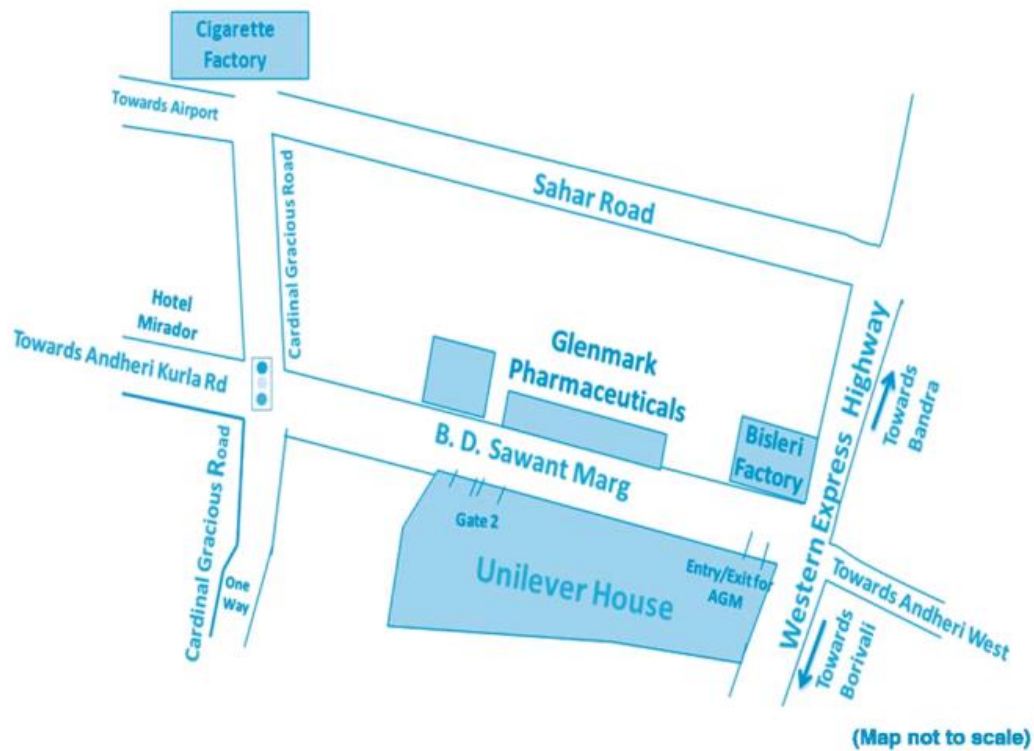 Cigarette
Factory
Towards Airport
Sahar Road
Cardinal Gracious Road
Hotel
Mirador
Towards Andheri Kurla Rd
Glenmark
Pharmaceuticals
B. D. Sawant Marg
Bisleri
Factory
Western Express Highway
Towards
Bandra
Gate 2
Unilever House
Entry/Exit for
AGM
Cardinal Gracious Road
One
Way
Towards Andheri West
Towards
Borivali
(Map not to scale)